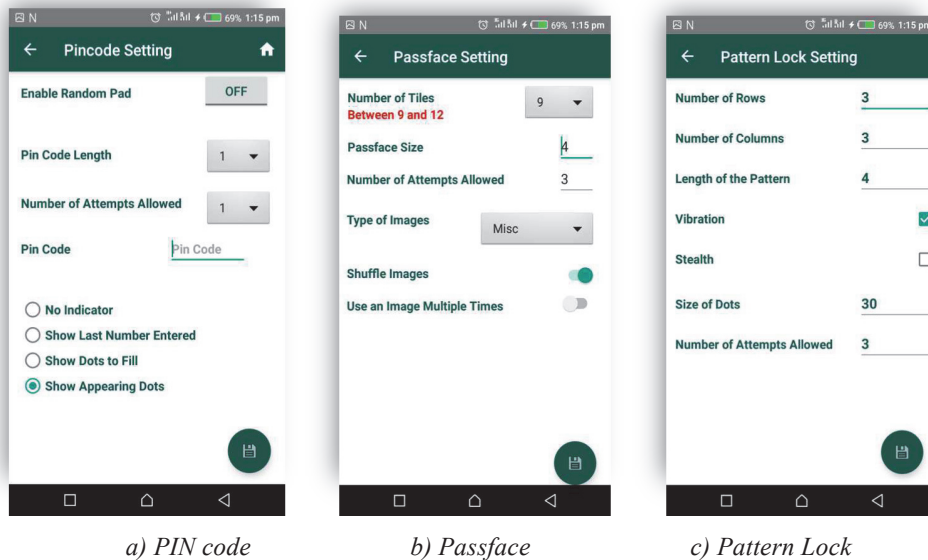 N 69% 1:15 pm
Pincode Setting
Enable Random Pad OFF
Pin Code Length 1
Number of Attempts Allowed 1
Pin Code Pin Code
No Indicator
Show Last Number Entered
Show Dots to Fill
Show Appearing Dots
a) PIN code
N 69% 1:15 pm
Passface Setting
Number of Tiles 9
Between 9 and 12
Passface Size 4
Number of Attempts Allowed 3
Type of Images Misc
Shuffle Images
Use an Image Multiple Times
b) Passface
N 69% 1:15 pm
Pattern Lock Setting
Number of Rows 3
Number of Columns 3
Length of the Pattern 4
Vibration
Stealth
Size of Dots 30
Number of Attempts Allowed 3
c) Pattern Lock